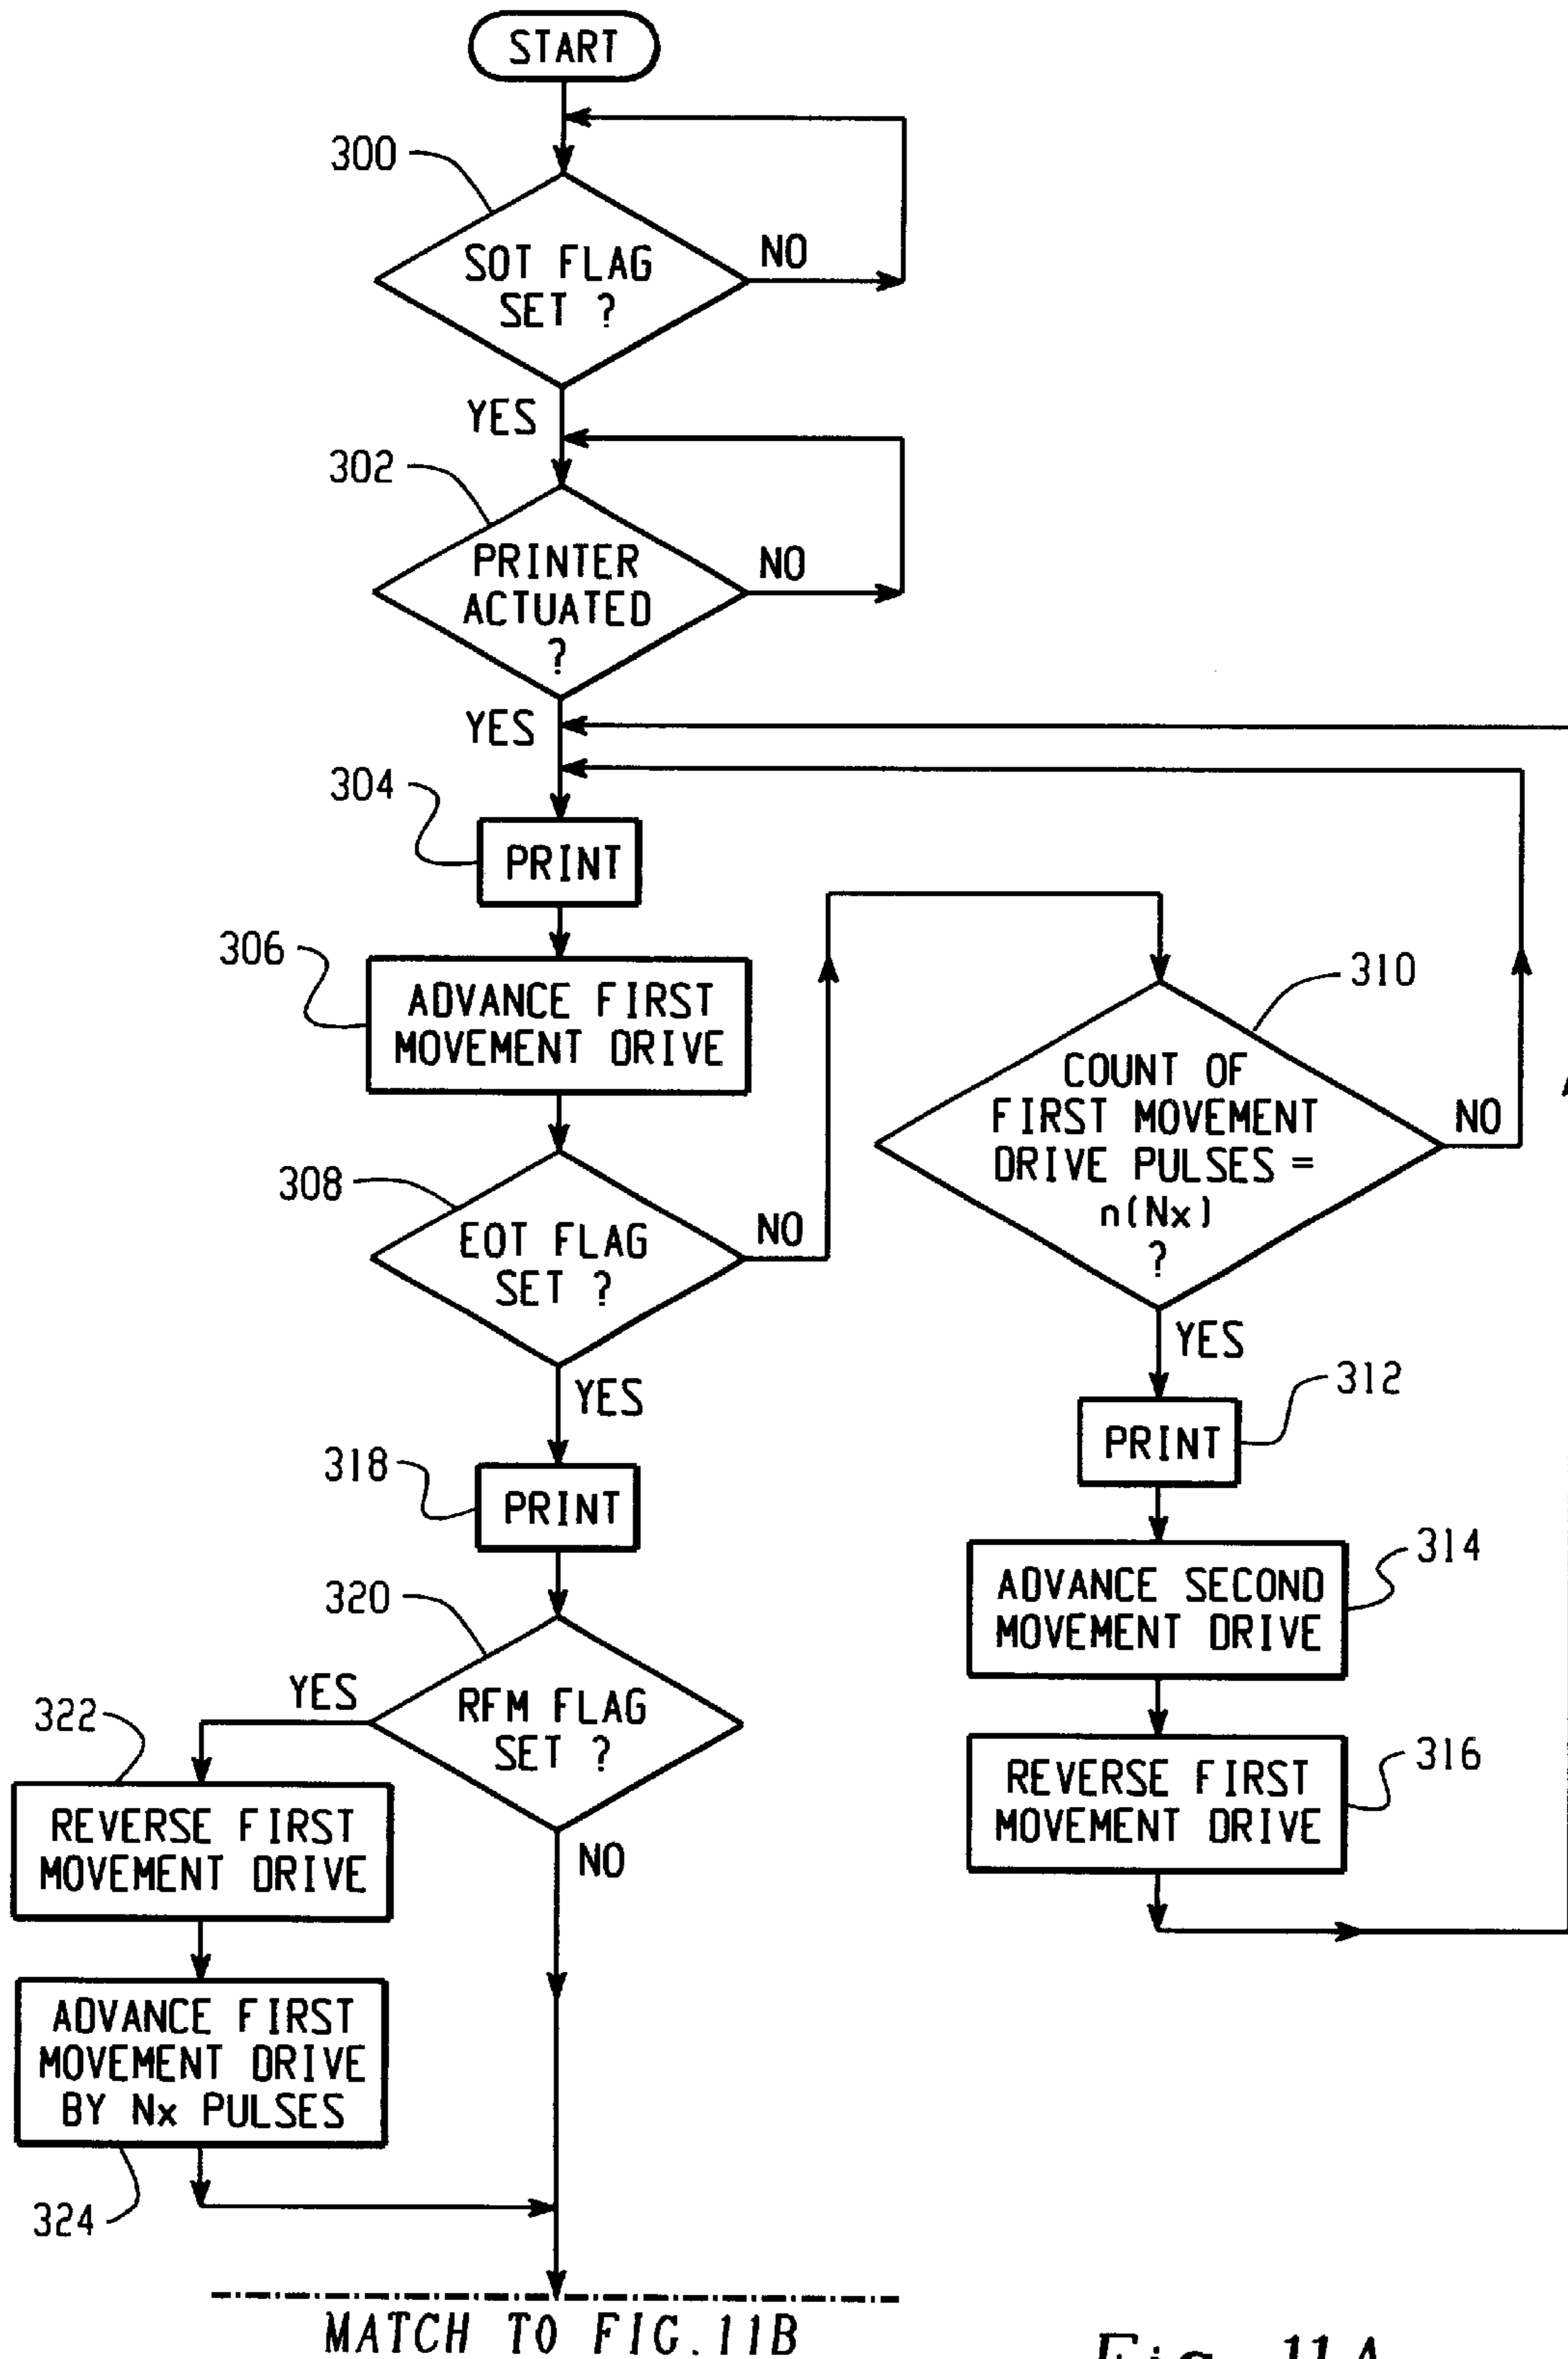 START
300
SOT FLAG
SET ?
NO
YES
302
PRINTER
ACTUATED
?
NO
YES
304
PRINT
306
ADVANCE FIRST
MOVEMENT DRIVE
308
EOT FLAG
SET ?
NO
310
COUNT OF
FIRST MOVEMENT
DRIVE PULSES =
n(Nx)
?
NO
YES
312
PRINT
314
ADVANCE SECOND
MOVEMENT DRIVE
316
REVERSE FIRST
MOVEMENT DRIVE
YES
318
PRINT
320
RFM FLAG
SET ?
YES
NO
322
REVERSE FIRST
MOVEMENT DRIVE
ADVANCE FIRST
MOVEMENT DRIVE
BY Nx PULSES
324
MATCH TO FIG.11B
Fig. 11A